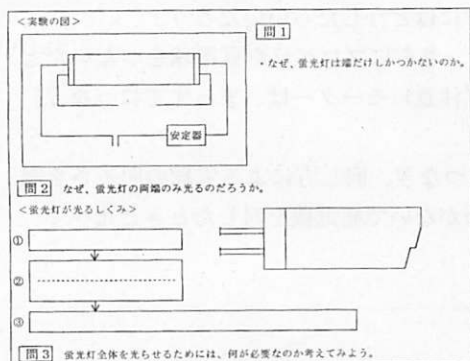 <実験の図>
問1
・なぜ、蛍光灯は端だけしかつかないのか。
安定器
問2 なぜ、蛍光灯の両端のみ光るのだろうか。
<蛍光灯が光るしくみ>
①
②
③
問3 蛍光灯全体を光らせるためには、何が必要なのか考えてみよう。